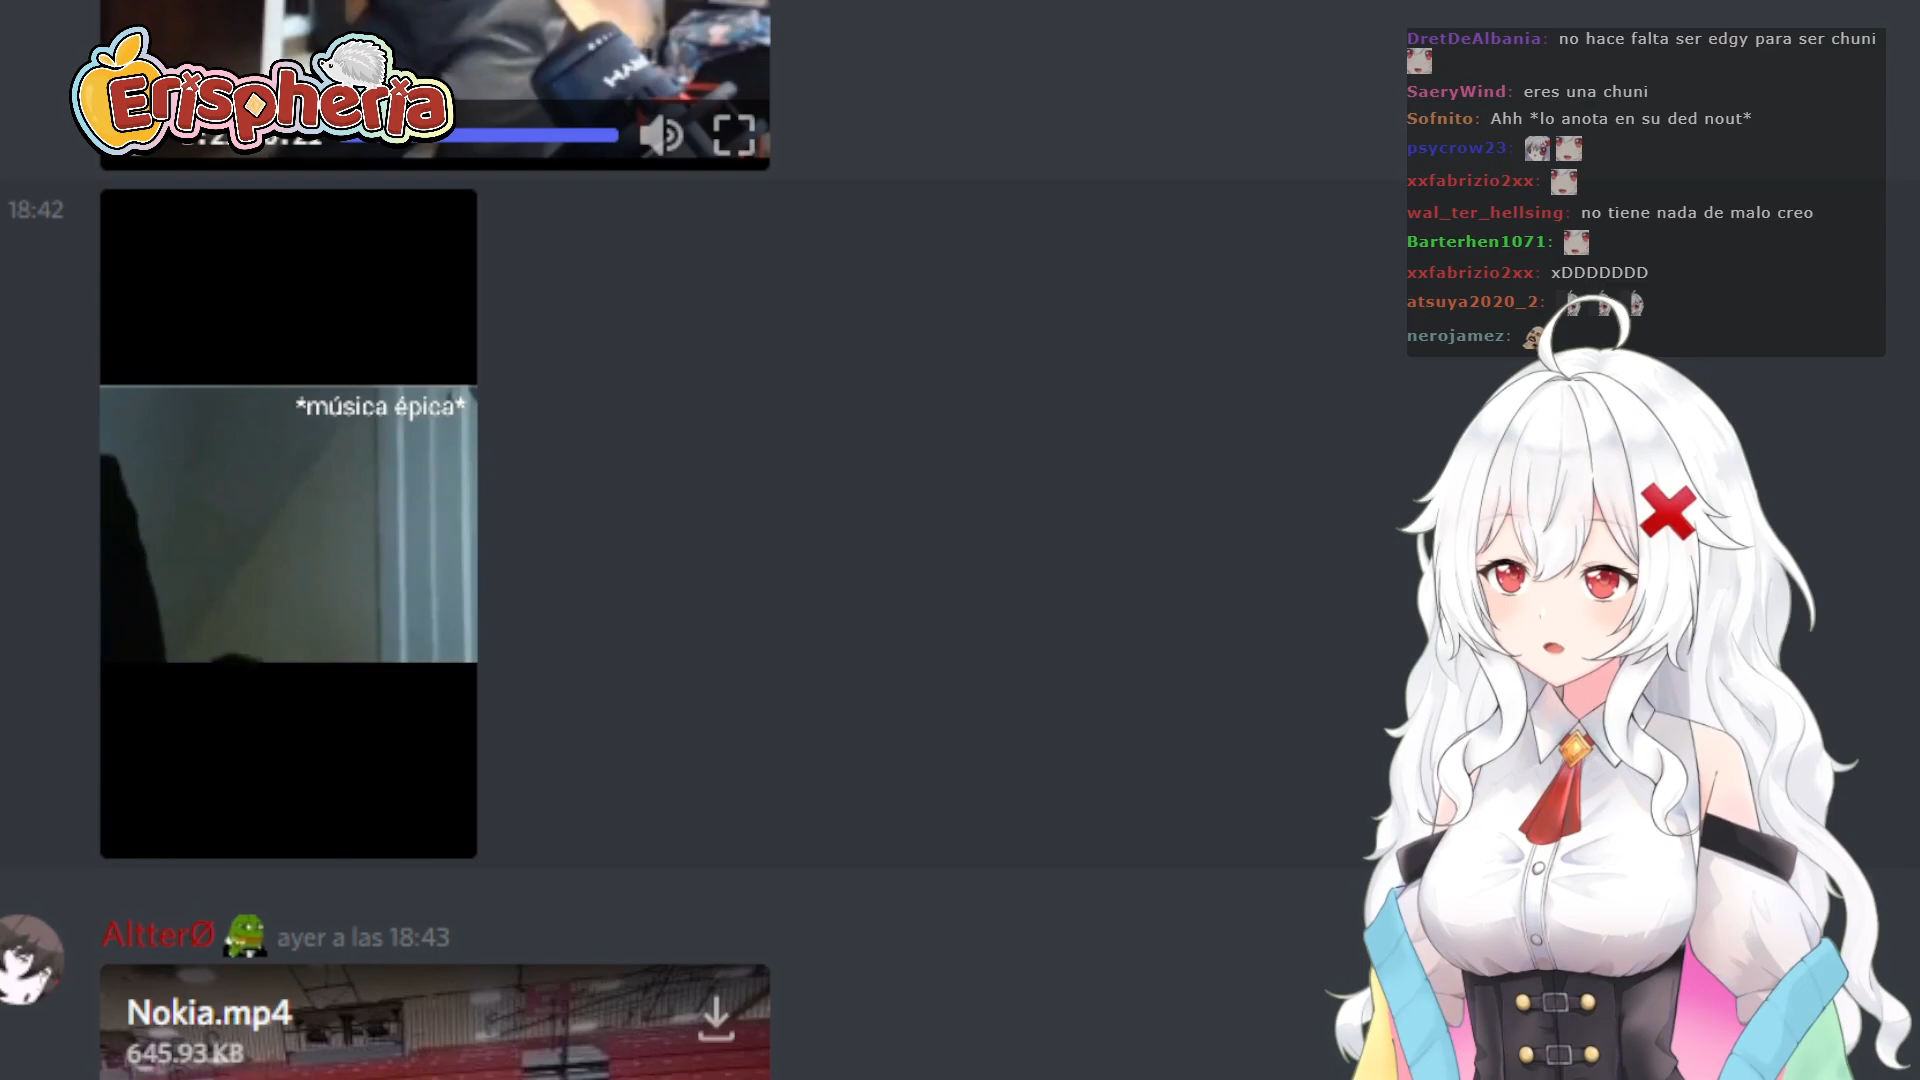 Erispheria
DretDeAlbania: no hace falta ser edgy para ser chuni
SaeryWind: eres una chuni
Sofnito: Ahh *lo anota en su ded nout*
psycrow23:
xxfabrizio2xx:
wal_ter_hellsing: no tiene nada de malo creo
Barterhen1071:
xxfabrizio2xx: xDDDDDDD
atsuya2020_2:
nerojamez:
18:42
*música épica*
AltterØ ayer a las 18:43
Nokia.mp4
645.93 KB